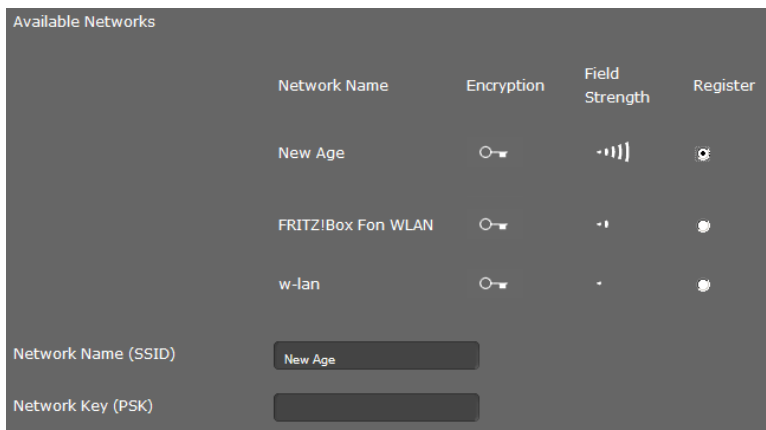 Available Networks
Network Name Encryption Field Strength Register
New Age
FRITZ!Box Fon WLAN
w-lan
Network Name (SSID) New Age
Network Key (PSK)